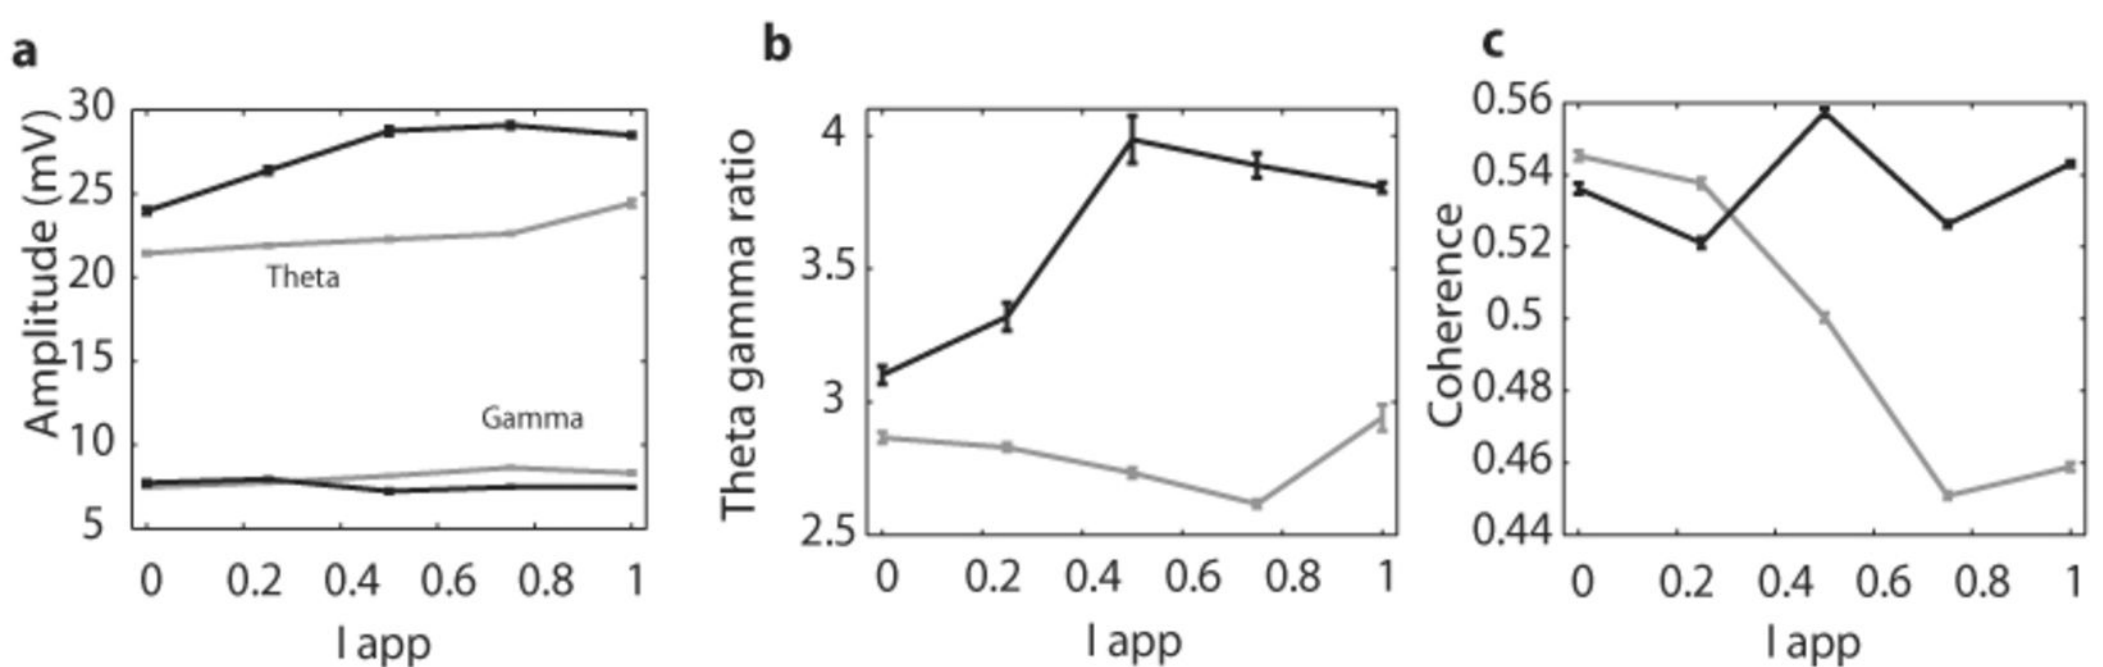 a
Amplitude (mV)
30
25
20
15
10
5
Theta
Gamma
0 0.2 0.4 0.6 0.8 1
I app
b
Theta gamma ratio
4
3.5
3
2.5
0 0.2 0.4 0.6 0.8 1
I app
c
Coherence
0.56
0.54
0.52
0.5
0.48
0.46
0.44
0 0.2 0.4 0.6 0.8 1
I app